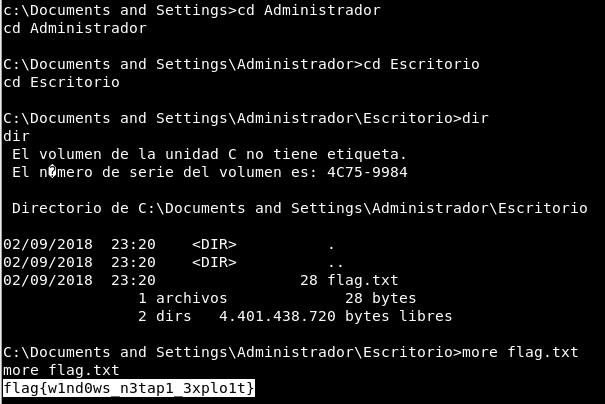 c:\Documents and Settings>cd Administrador
cd Administrador
C:\Documents and Settings\Administrador>cd Escritorio
cd Escritorio
C:\Documents and Settings\Administrador\Escritorio>dir
dir
El volumen de la unidad C no tiene etiqueta.
El n�mero de serie del volumen es: 4C75-9984
Directorio de C:\Documents and Settings\Administrador\Escritorio
02/09/2018  23:20    <DIR>          .
02/09/2018  23:20    <DIR>          ..
02/09/2018  23:20                28 flag.txt
1 archivos             28 bytes
2 dirs   4.401.438.720 bytes libres
C:\Documents and Settings\Administrador\Escritorio>more flag.txt
more flag.txt
flag{w1nd0ws_n3tap1_3xplo1t}